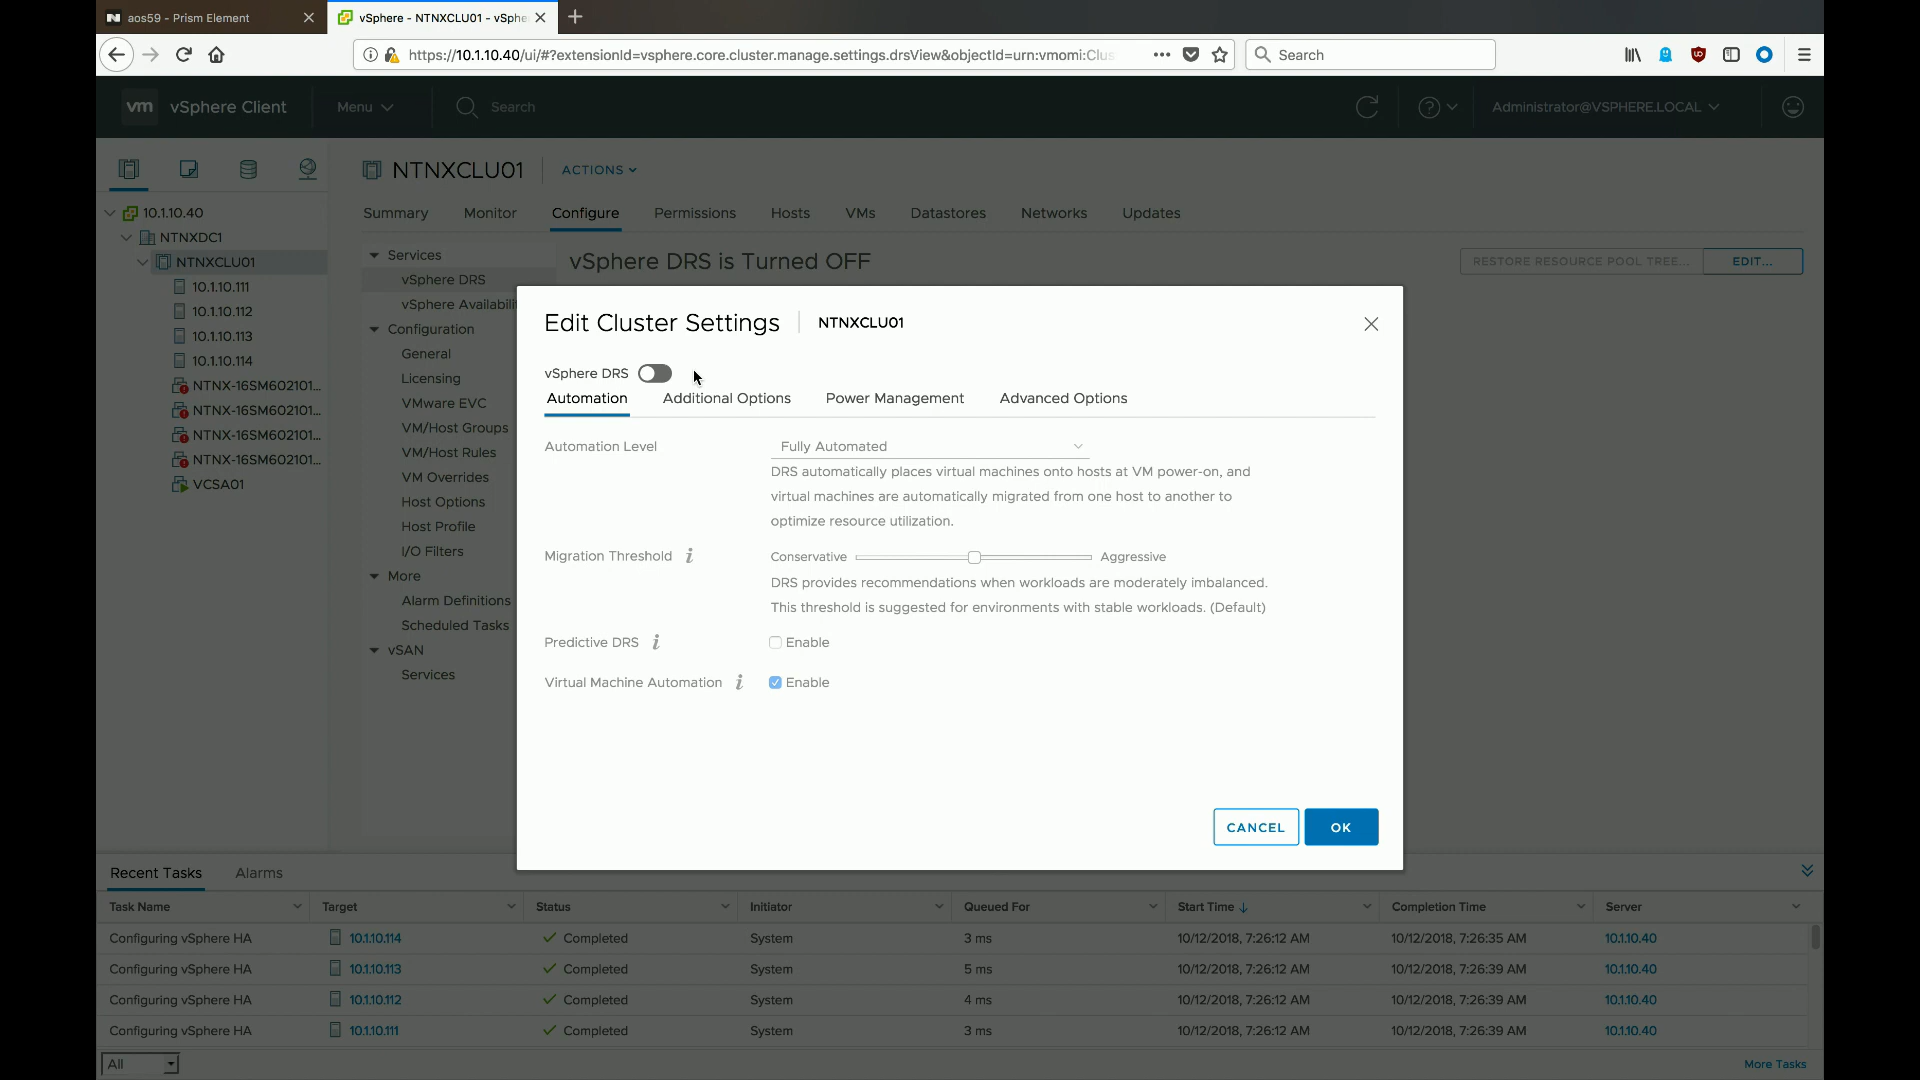 aos59 - Prism Element
vSphere - NTNXCLU01 - vSphe
https://10.1.10.40/ui/#?extensionId=vsphere.core.cluster.manage.settings.drsView&objectId=urn:vmomi:Clus
Search
vm vSphere Client
Menu
Search
Administrator@VSPHERE.LOCAL
NTNXCLU01
ACTIONS
Summary Monitor Configure Permissions Hosts VMs Datastores Networks Updates
10.1.10.40
NTNXDC1
NTNXCLU01
10.1.10.111
10.1.10.112
10.1.10.113
10.1.10.114
NTNX-16SM602101...
NTNX-16SM602101...
NTNX-16SM602101...
NTNX-16SM602101...
VCSA01
Services
vSphere DRS
vSphere Availabili
Configuration
General
Licensing
VMware EVC
VM/Host Groups
VM/Host Rules
VM Overrides
Host Options
Host Profile
I/O Filters
More
Alarm Definitions
Scheduled Tasks
vSAN
Services
vSphere DRS is Turned OFF
RESTORE RESOURCE POOL TREE...
EDIT...
Edit Cluster Settings NTNXCLU01
vSphere DRS
Automation Additional Options Power Management Advanced Options
Automation Level
Fully Automated
DRS automatically places virtual machines onto hosts at VM power-on, and
virtual machines are automatically migrated from one host to another to
optimize resource utilization.
Migration Threshold i
Conservative Aggressive
DRS provides recommendations when workloads are moderately imbalanced.
This threshold is suggested for environments with stable workloads. (Default)
Predictive DRS i
Enable
Virtual Machine Automation i
Enable
CANCEL
OK
Recent Tasks Alarms
Task Name Target Status Initiator Queued For Start Time Completion Time Server
Configuring vSphere HA 10.1.10.114 Completed System 3 ms 10/12/2018, 7:26:12 AM 10/12/2018, 7:26:35 AM 10.1.10.40
Configuring vSphere HA 10.1.10.113 Completed System 5 ms 10/12/2018, 7:26:12 AM 10/12/2018, 7:26:39 AM 10.1.10.40
Configuring vSphere HA 10.1.10.112 Completed System 4 ms 10/12/2018, 7:26:12 AM 10/12/2018, 7:26:39 AM 10.1.10.40
Configuring vSphere HA 10.1.10.111 Completed System 3 ms 10/12/2018, 7:26:12 AM 10/12/2018, 7:26:39 AM 10.1.10.40
All
More Tasks